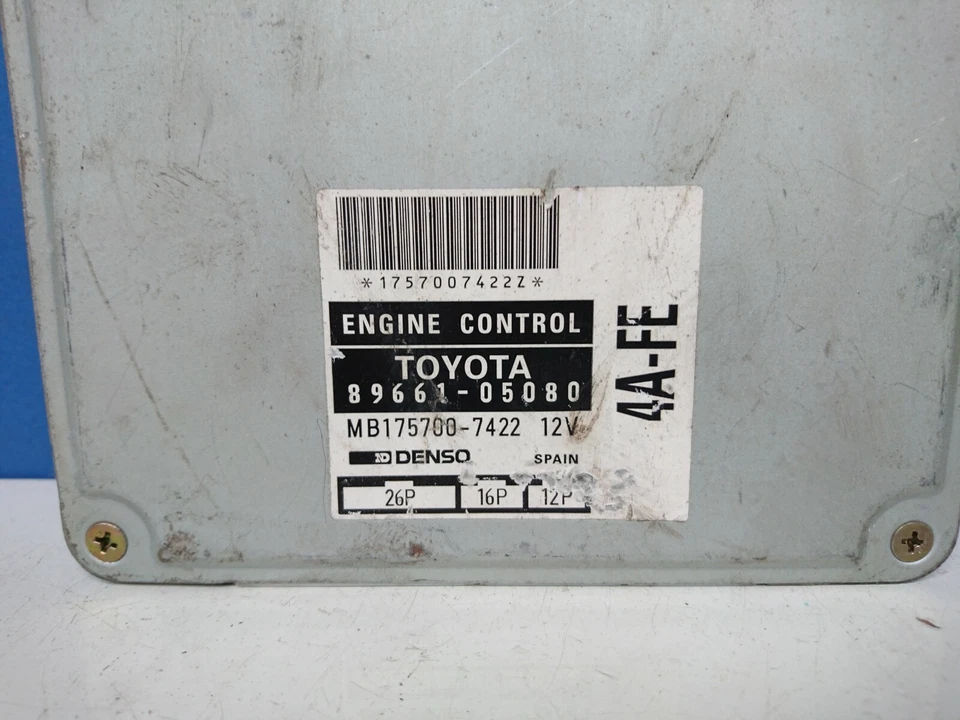 *1757007422Z*
ENGINE CONTROL
TOYOTA
89661-05080
MB175700-7422 12V
DENSO SPAIN
26P 16P 12P
4A-FE